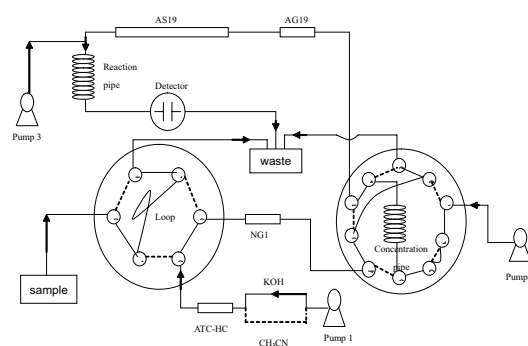 AS19
AG19
Reaction
pipe
Detector
Pump 3
waste
Loop
Concentration
pipe
NG1
sample
KOH
Pump
ATC-HC
CH₃CN
Pump 1